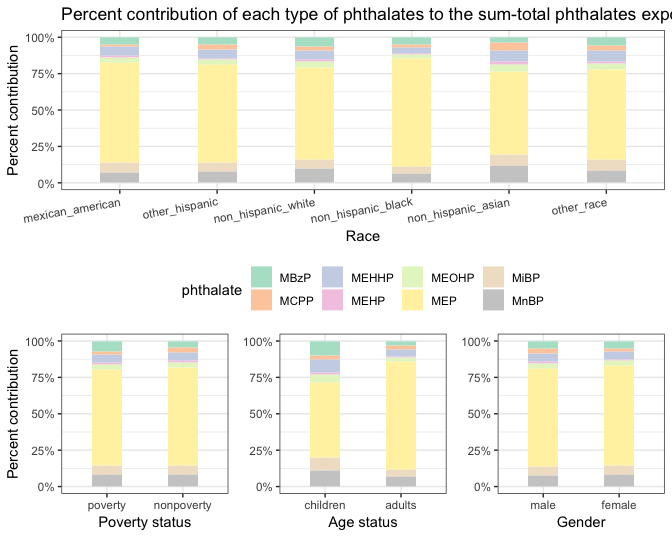 Percent contribution of each type of phthalates to the sum-total phthalates expo
Percent contribution
100%
75%
50%
25%
0%
mexican_american
other_hispanic
non_hispanic_white
non_hispanic_black
non_hispanic_asian
other_race
Race
phthalate
MBzP MEHHP MEOHP MiBP
MCPP MEHP MEP MnBP
Percent contribution
100%
75%
50%
25%
0%
poverty nonpoverty
Poverty status
100%
75%
50%
25%
0%
children adults
Age status
100%
75%
50%
25%
0%
male female
Gender